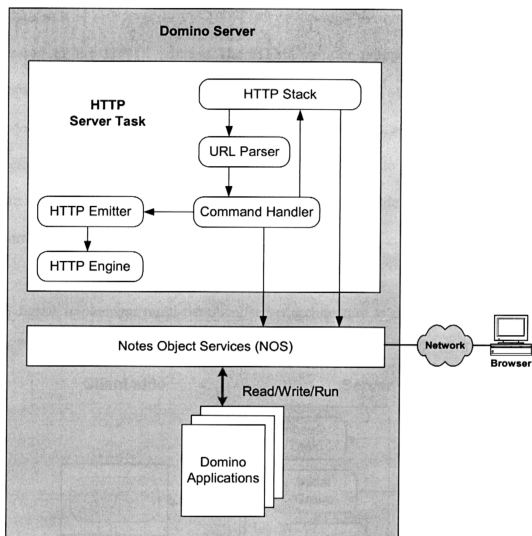 Domino Server
HTTP
Server Task
HTTP Stack
URL Parser
HTTP Emitter
Command Handler
HTTP Engine
Notes Object Services (NOS)
Network
Browser
Read/Write/Run
Domino
Applications